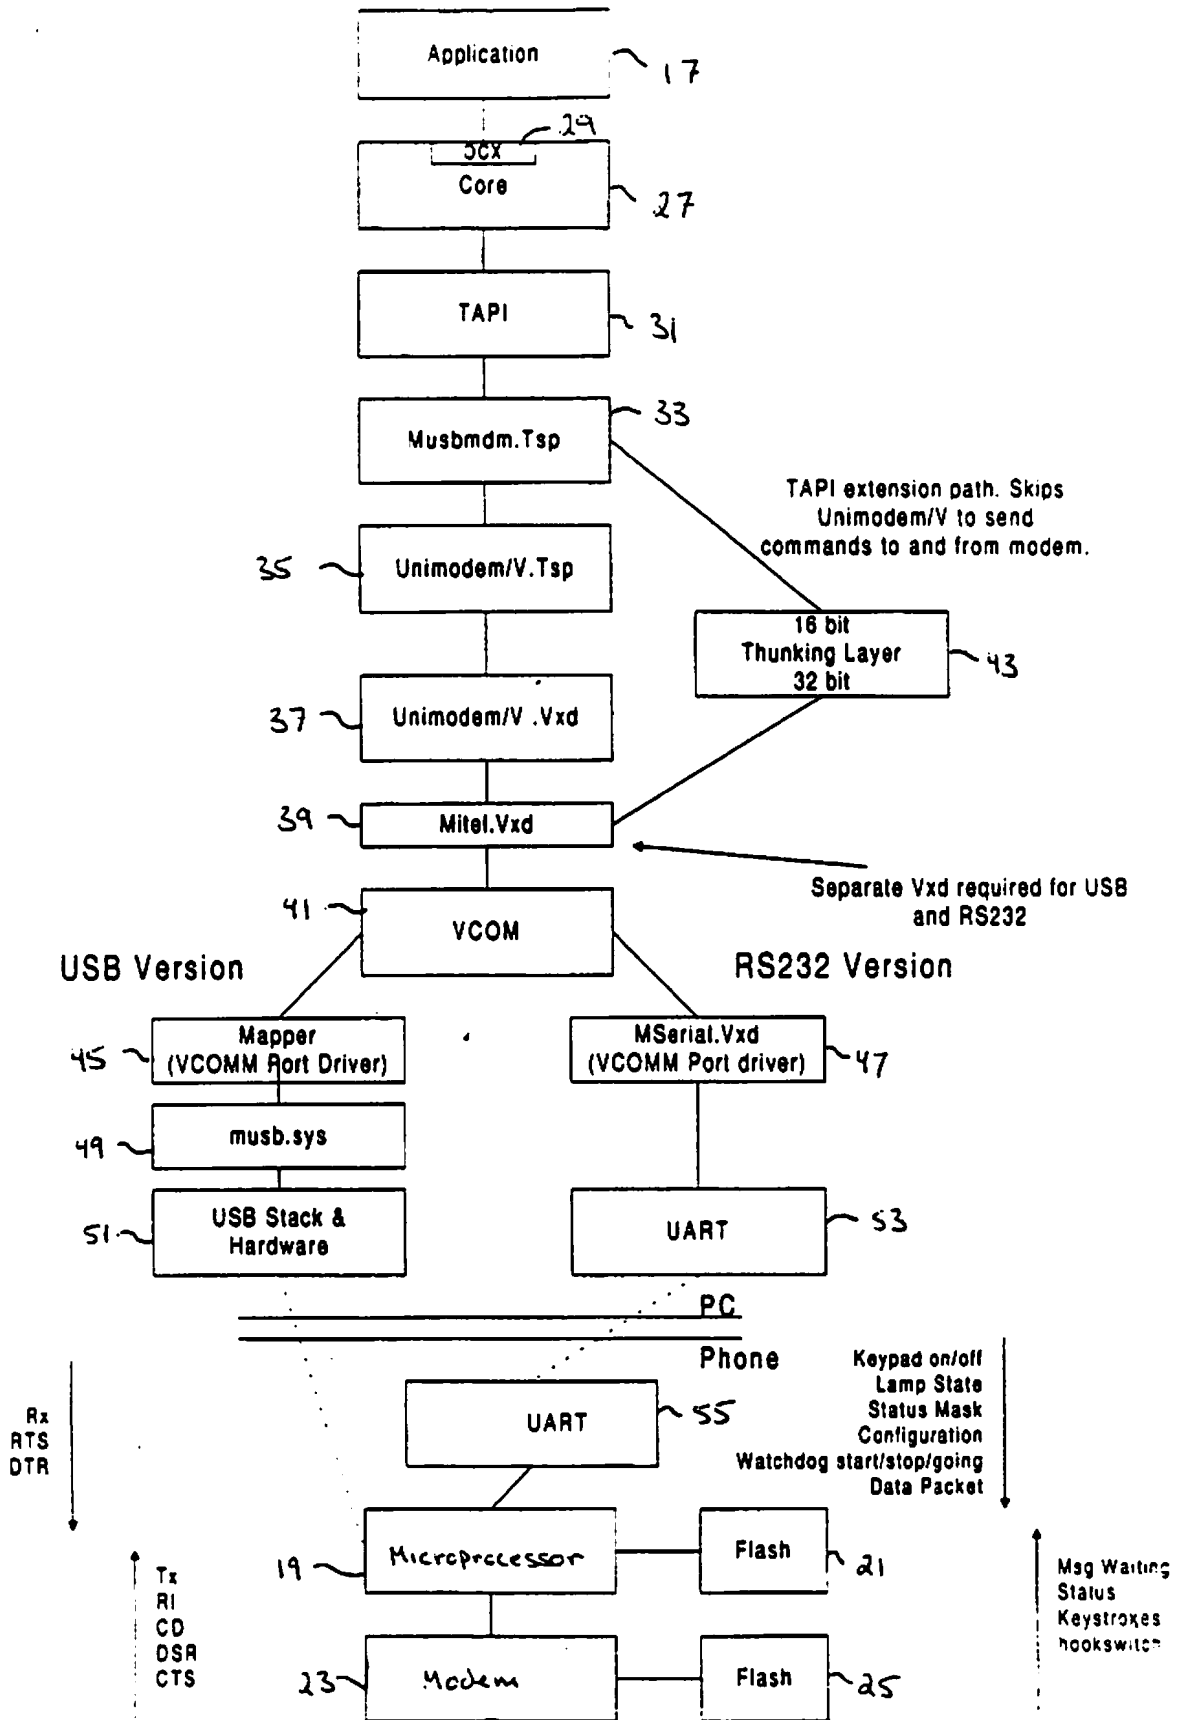 Application
17
29
OCX
Core
27
TAPI
31
Musbmdm.Tsp
33
TAPI extension path. Skips
Unimodem/V to send
commands to and from modem.
35
Unimodem/V.Tsp
16 bit
Thunking Layer
32 bit
43
37
Unimodem/V .Vxd
39
Mitel.Vxd
Separate Vxd required for USB
and RS232
41
VCOM
USB Version
RS232 Version
45
Mapper
(VCOMM Port Driver)
MSerial.Vxd
(VCOMM Port driver)
47
49
musb.sys
51
USB Stack &
Hardware
UART
53
PC
Phone
Rx
RTS
DTR
UART
55
Keypad on/off
Lamp State
Status Mask
Configuration
Watchdog start/stop/going
Data Packet
19
Microprocessor
Flash
21
Tx
RI
CD
DSR
CTS
Msg Waiting
Status
Keystrokes
hookswitch
23
Modem
Flash
25